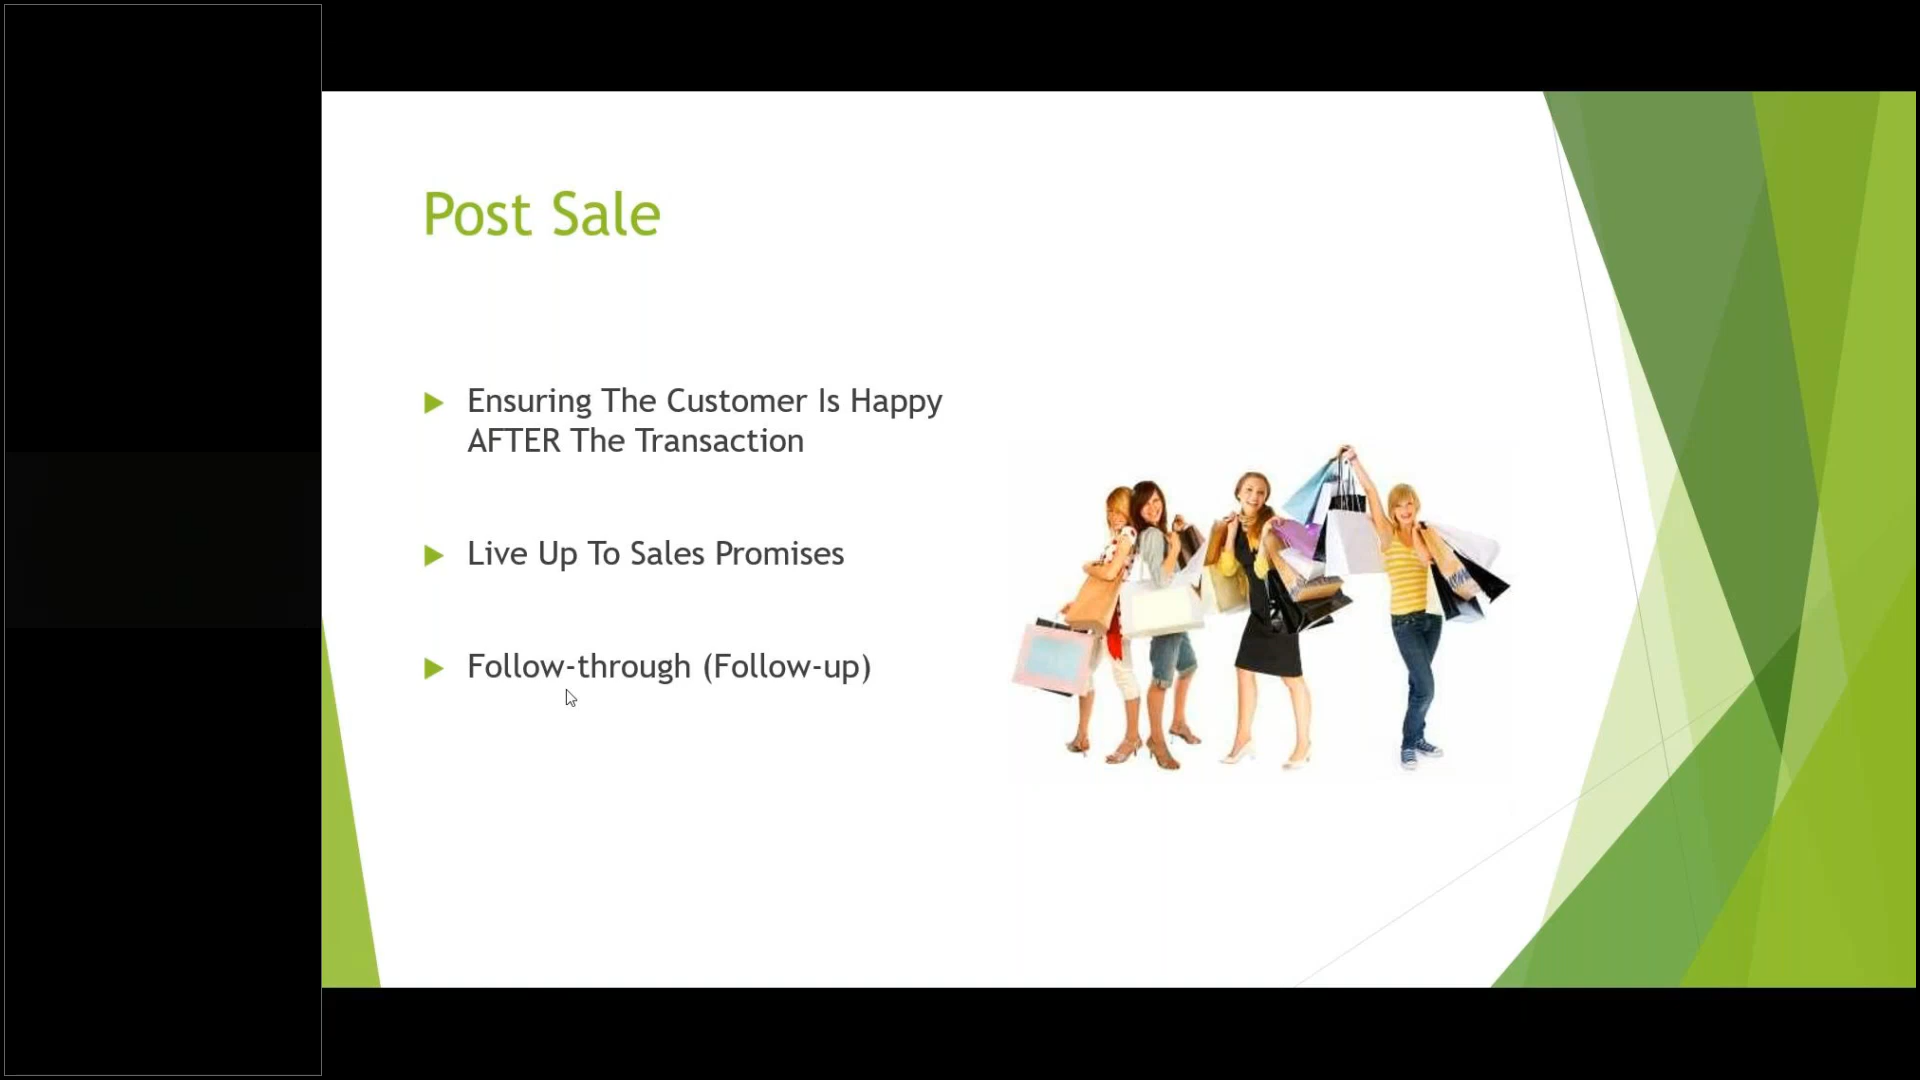 Post Sale
Ensuring The Customer Is Happy
AFTER The Transaction
Live Up To Sales Promises
Follow-through (Follow-up)